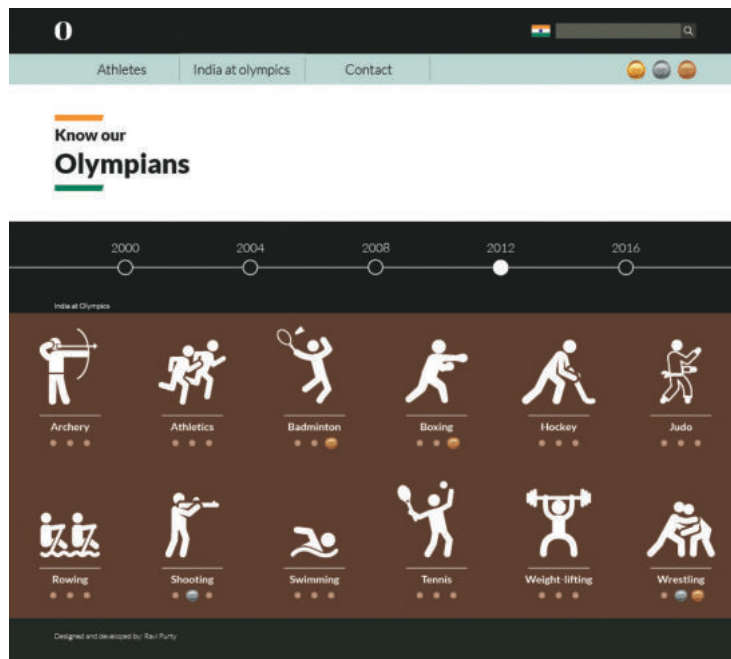 O
Athletes India at olympics Contact
Know our
Olympians
2000 2004 2008 2012 2016
India at Olympics
Archery Athletics Badminton Boxing Hockey Judo
Rowing Shooting Swimming Tennis Weight-lifting Wrestling
Designed and developed by: Ravi Purty